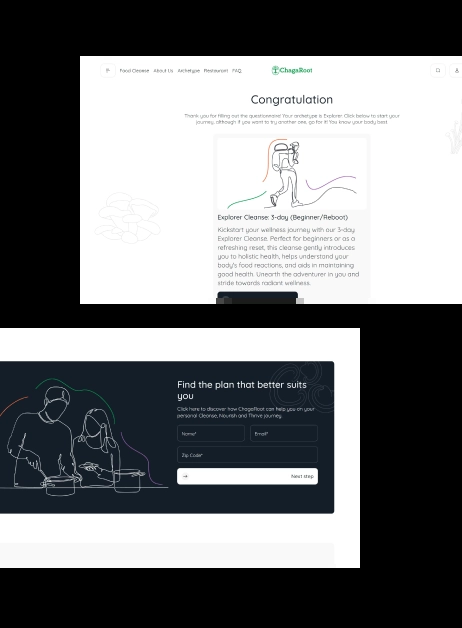 Food Cleanse About Us Archetype Restaurant FAQ
ChagaRoot
Congratulation
Thank you for filling out the questionnaire! Your archetype is Explorer Click below to start your
journey, although if you want to try another one, go for it! You know your body best.
Explorer Cleanse: 3-day (Beginner/Reboot)
Kickstart your wellness journey with our 3-day
Explorer Cleanse. Perfect for beginners or as a
refreshing reset, this cleanse gently introduces
you to holistic health, helps understand your
body's food reactions, and aids in maintaining
good health. Unearth the adventurer in you and
stride towards radiant wellness.
Find the plan that better suits
you
Click here to discover how ChagaRoot can help you on your
personal Cleanse, Nourish and Thrive journey.
Name* Email*
Zip Code*
Next step